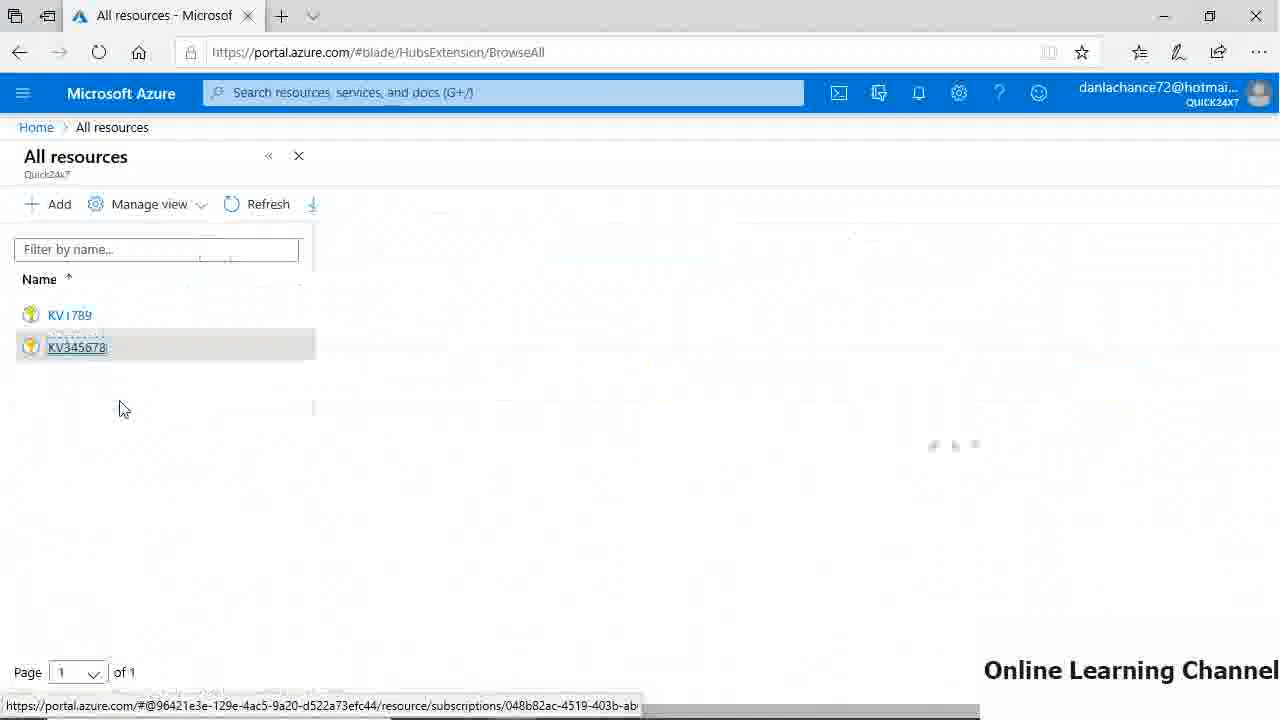 All resources - Microsof
https://portal.azure.com/#blade/HubsExtension/BrowseAll
Microsoft Azure
Search resources, services, and docs (G+/)
danlachance72@hotmai...
QUICK24X7
Home > All resources
All resources
Quick24x7
Add
Manage view
Refresh
Filter by name...
Name
KV1789
KV345678
Page 1 of 1
Online Learning Channel
https://portal.azure.com/#@96421e3e-129e-4ac5-9a20-d522a73efc44/resource/subscriptions/048b82ac-4519-403b-ab